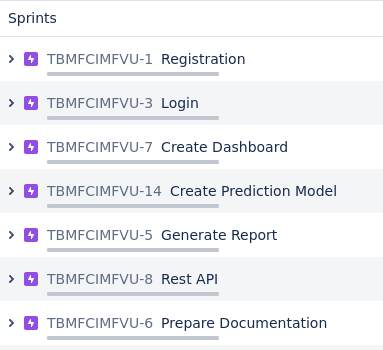 Sprints
TBMFCIMFVU-1 Registration
TBMFCIMFVU-3 Login
TBMFCIMFVU-7 Create Dashboard
TBMFCIMFVU-14 Create Prediction Model
TBMFCIMFVU-5 Generate Report
TBMFCIMFVU-8 Rest API
TBMFCIMFVU-6 Prepare Documentation